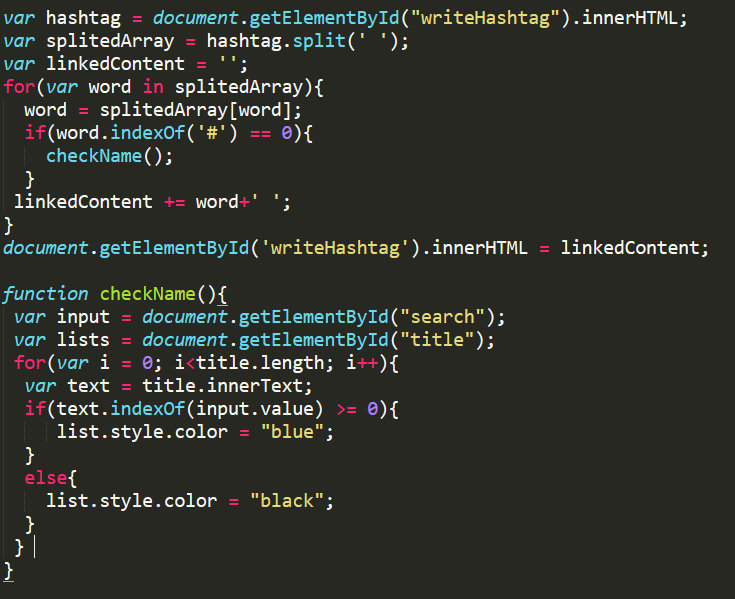 var hashtag = document.getElementById("writeHashtag").innerHTML;
var splitedArray = hashtag.split(' ');
var linkedContent = '';
for(var word in splitedArray){
  word = splitedArray[word];
  if(word.indexOf('#') == 0){
    checkName();
  }
 linkedContent += word+' ';
}
document.getElementById('writeHashtag').innerHTML = linkedContent;

function checkName(){
 var input = document.getElementById("search");
 var lists = document.getElementById("title");
 for(var i = 0; i<title.length; i++){
  var text = title.innerText;
  if(text.indexOf(input.value) >= 0){
     list.style.color = "blue";
  }
  else{
    list.style.color = "black";
  }
 }
}